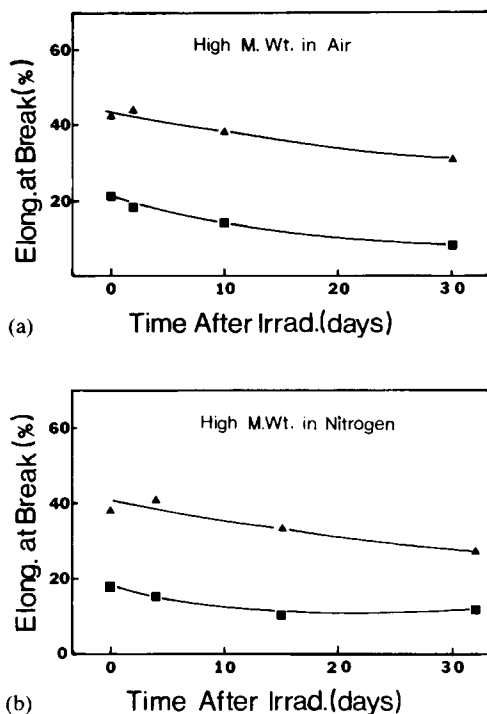 High M. Wt. in Air
Elong. at Break (%)
60
40
20
0 10 20 30
Time After Irrad.(days)
(a)
High M.Wt. in Nitrogen
Elong. at Break (%)
60
40
20
0
0 10 20 30
Time After Irrad.(days)
(b)